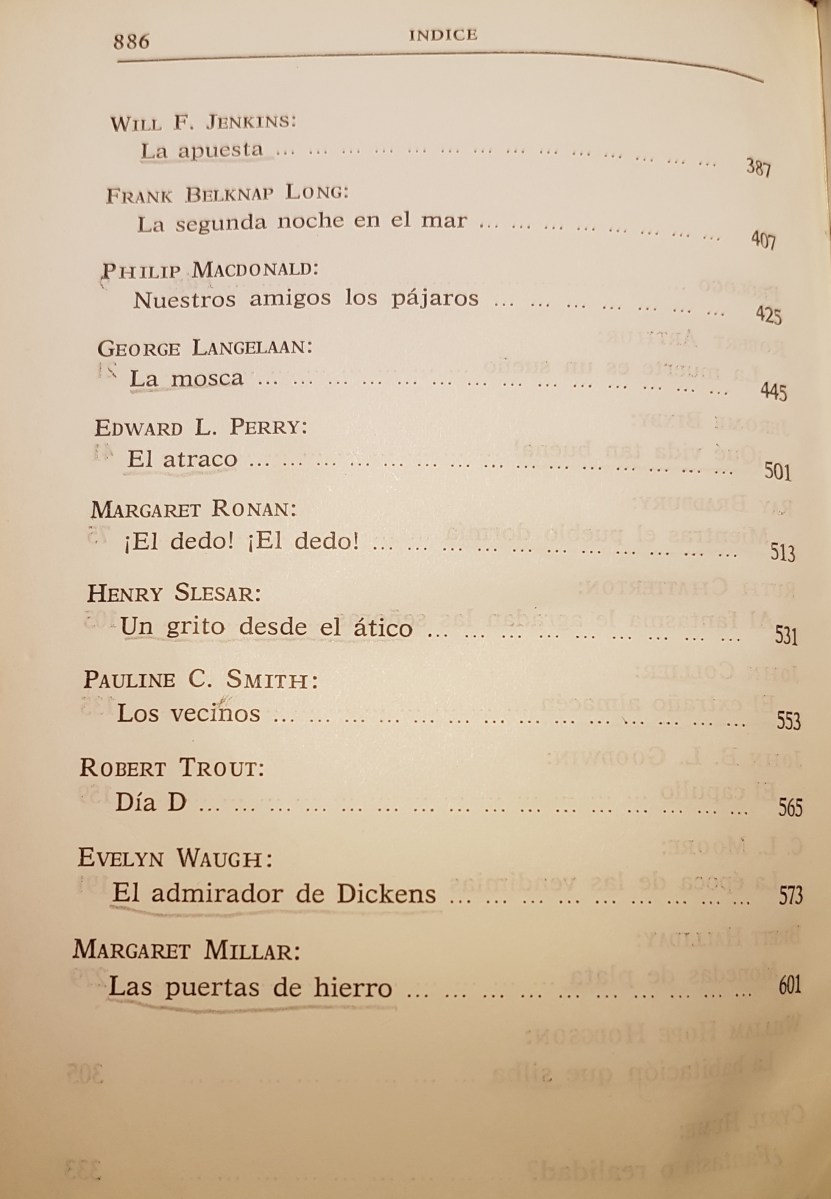 886
INDICE
WILL F. JENKINS:
La apuesta ... ... ... ... ... ... ... ... ... ... ... ... ... ... 387
FRANK BELKNAP LONG:
La segunda noche en el mar ... ... ... ... ... ... ... ... 407
PHILIP MACDONALD:
Nuestros amigos los pájaros ... ... ... ... ... ... ... 425
GEORGE LANGELAAN:
La mosca ... ... ... ... ... ... ... ... ... ... ... ... ... ... 445
EDWARD L. PERRY:
El atraco ... ... ... ... ... ... ... ... ... ... ... ... ... ... 501
MARGARET RONAN:
¡El dedo! ¡El dedo! ... ... ... ... ... ... ... ... ... ... ... 513
HENRY SLESAR:
Un grito desde el ático ... ... ... ... ... ... ... ... ... 531
PAULINE C. SMITH:
Los vecinos ... ... ... ... ... ... ... ... ... ... ... ... ... ... 553
ROBERT TROUT:
Día D ... ... ... ... ... ... ... ... ... ... ... ... ... ... ... ... 565
EVELYN WAUGH:
El admirador de Dickens ... ... ... ... ... ... ... ... ... 573
MARGARET MILLAR:
Las puertas de hierro ... ... ... ... ... ... ... ... ... ... 601